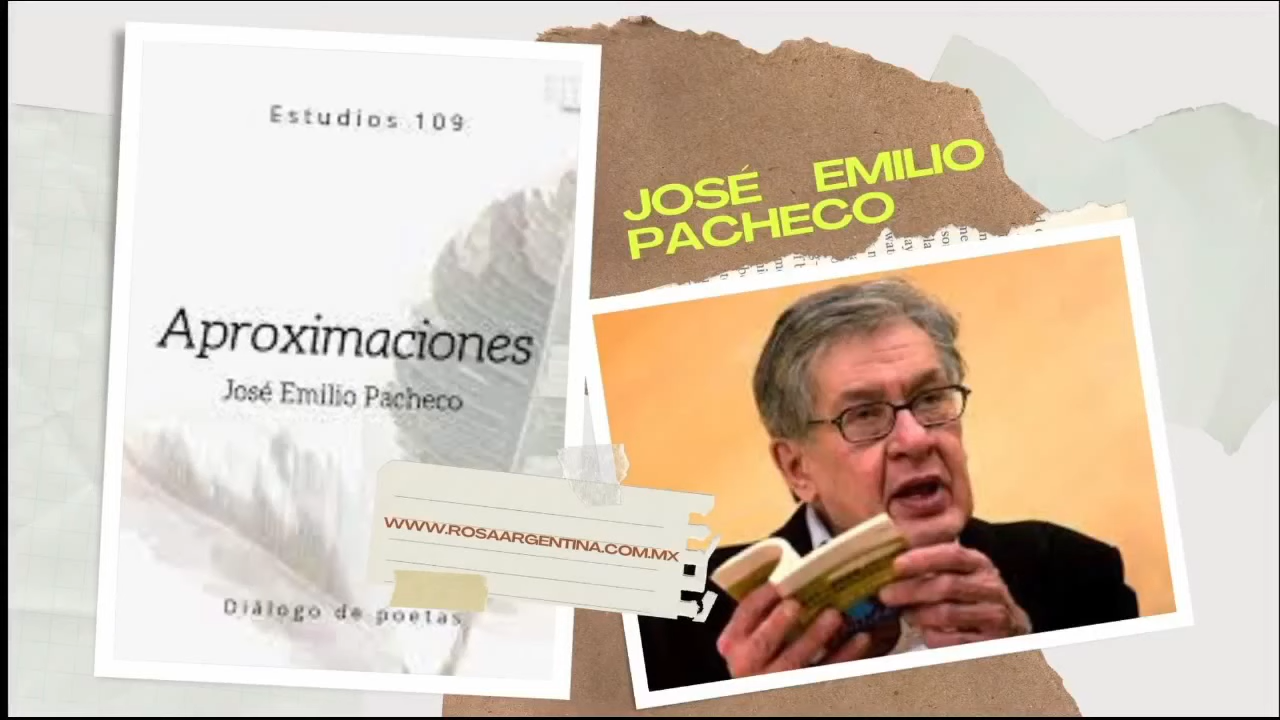 Estudios 109
Aproximaciones
José Emilio Pacheco
Diálogo de poetas
JOSÉ EMILIO
PACHECO
WWW.ROSAARGENTINA.COM.MX